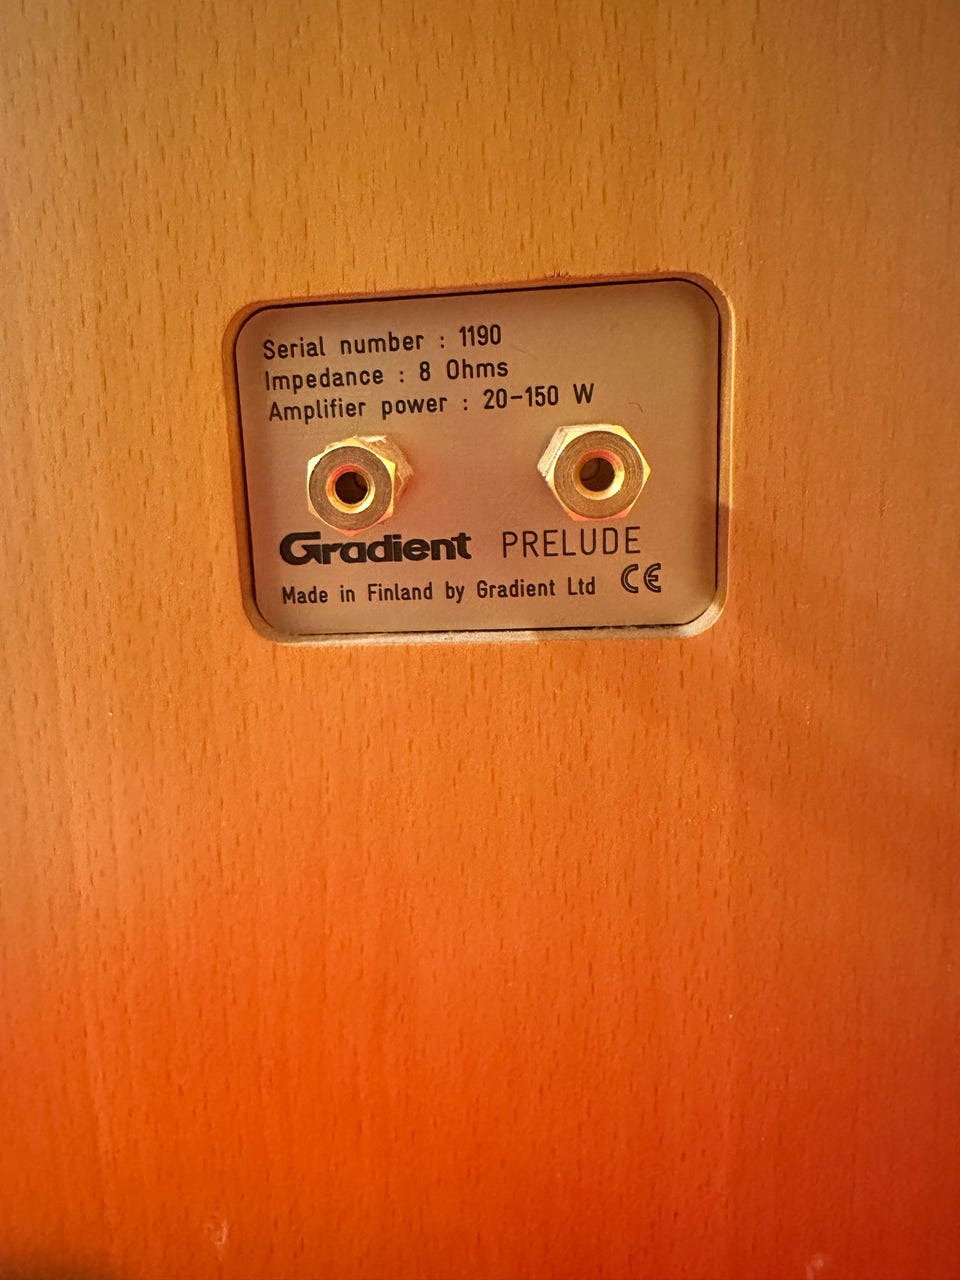 Serial number : 1190
Impedance : 8 Ohms
Amplifier power : 20-150 W
Gradient PRELUDE
Made in Finland by Gradient Ltd CE